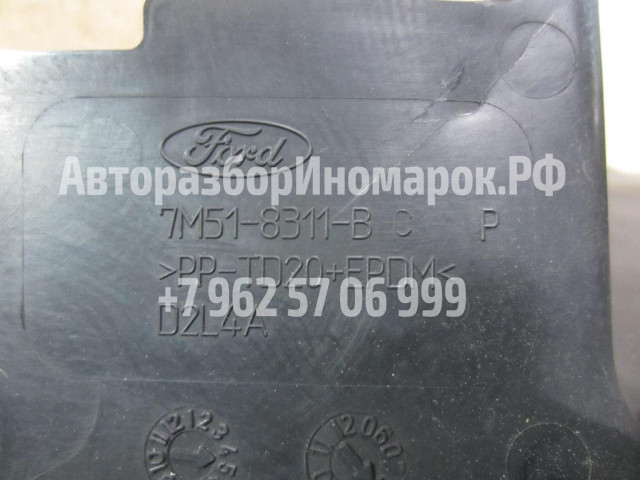 Ford
АвторазборИномарок.РФ
7M51-8311-B C P
>PP-TD20+EPDM<
+7 962 57 06 999
D2L4A